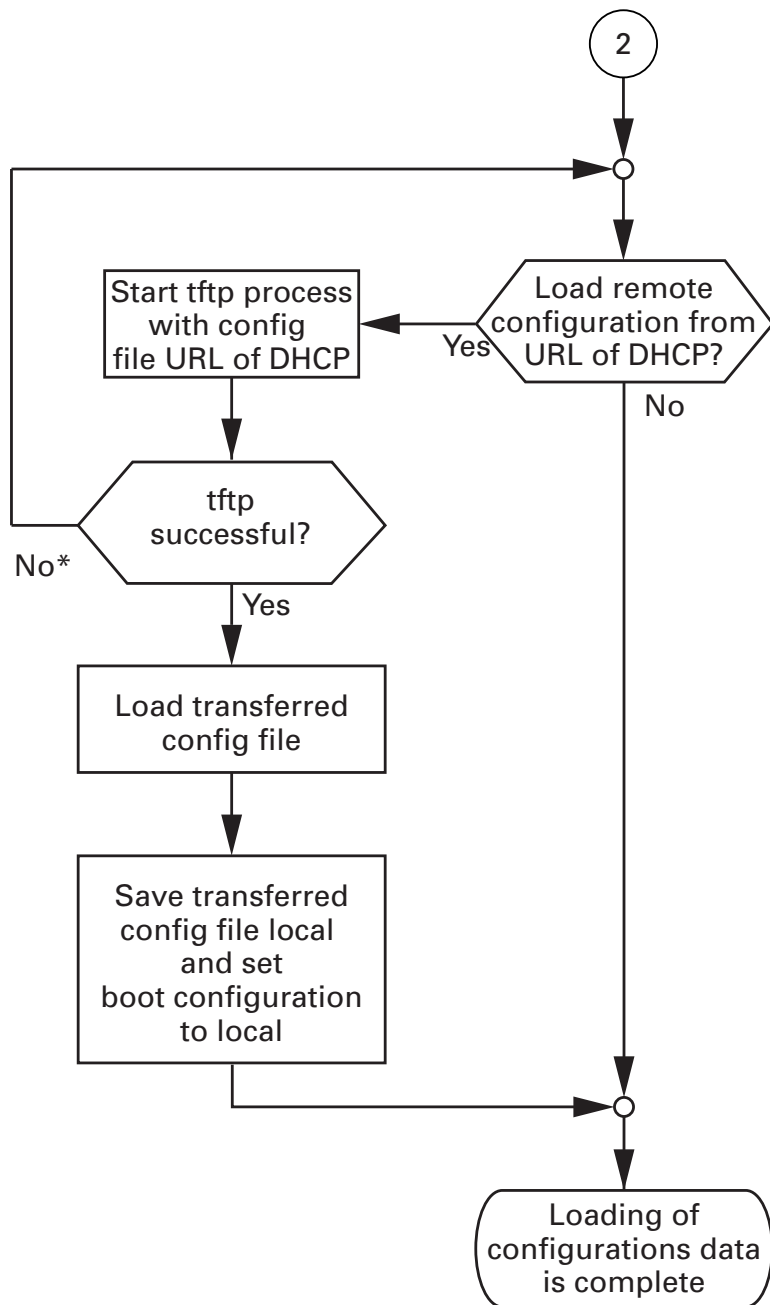 2
Load remote
configuration from
URL of DHCP?
Yes
No
Start tftp process
with config
file URL of DHCP
tftp
successful?
No*
Yes
Load transferred
config file
Save transferred
config file local
and set
boot configuration
to local
Loading of
configurations data
is complete